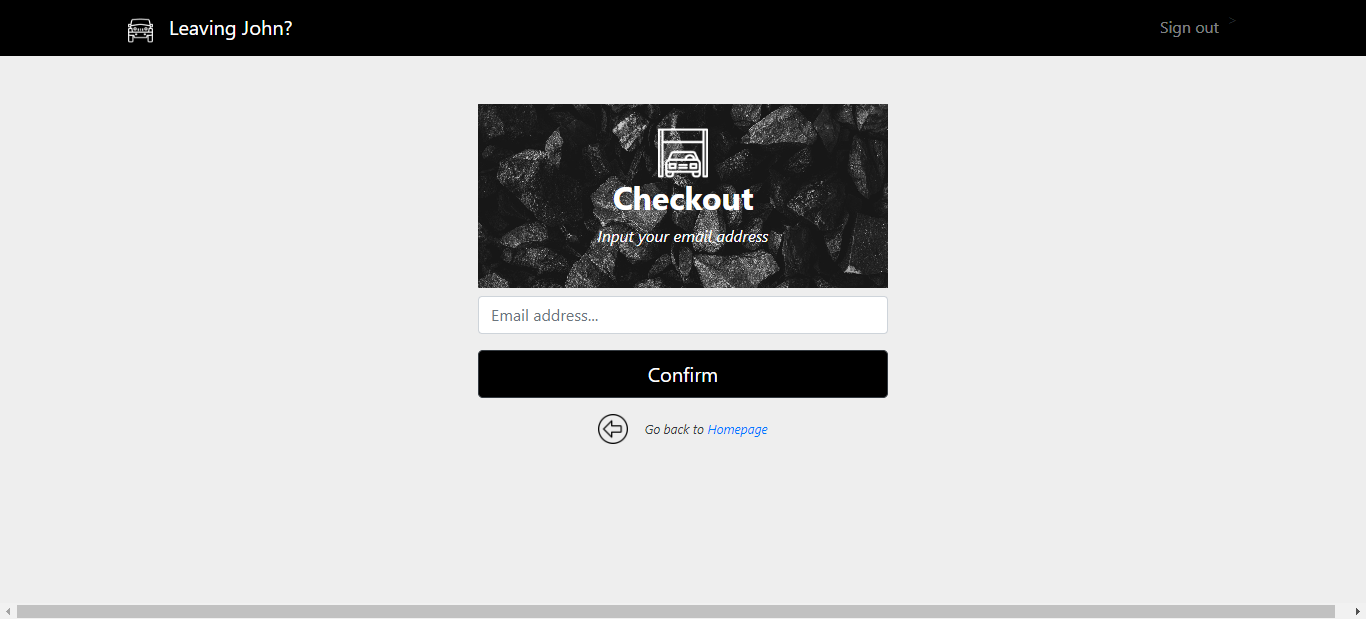 Leaving John?
Sign out >
Checkout
Input your email address
Email address...
Confirm
Go back to Homepage